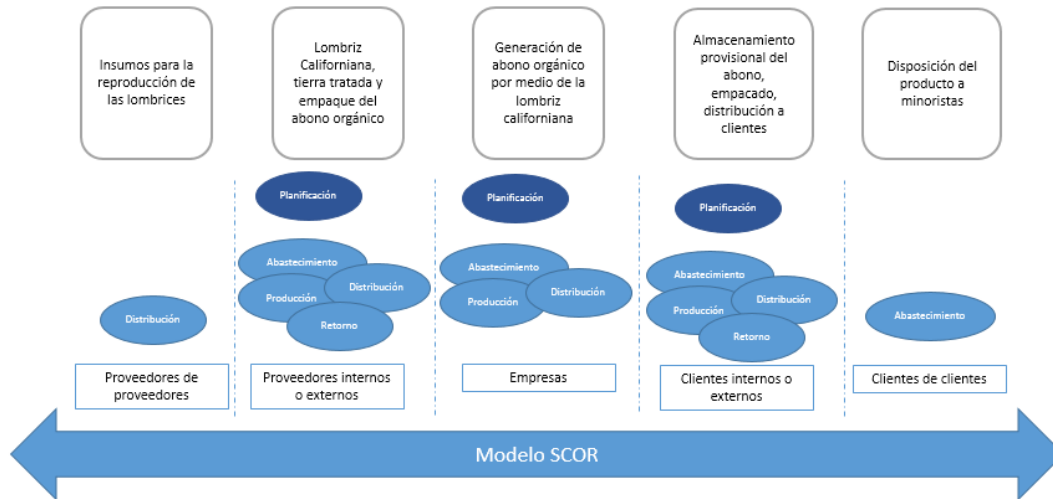 Insumos para la
reproducción de
las lombrices
Lombriz
Californiana,
tierra tratada y
empaque del
abono orgánico
Generación de
abono orgánico
por medio de la
lombriz
californiana
Almacenamiento
provisional del
abono,
empacado,
distribución a
clientes
Disposición del
producto a
minoristas
Planificación
Planificación
Planificación
Distribución
Abastecimiento
Producción
Distribución
Retorno
Abastecimiento
Producción
Distribución
Abastecimiento
Producción
Distribución
Retorno
Abastecimiento
Proveedores de
proveedores
Proveedores internos
o externos
Empresas
Clientes internos o
externos
Clientes de clientes
Modelo SCOR